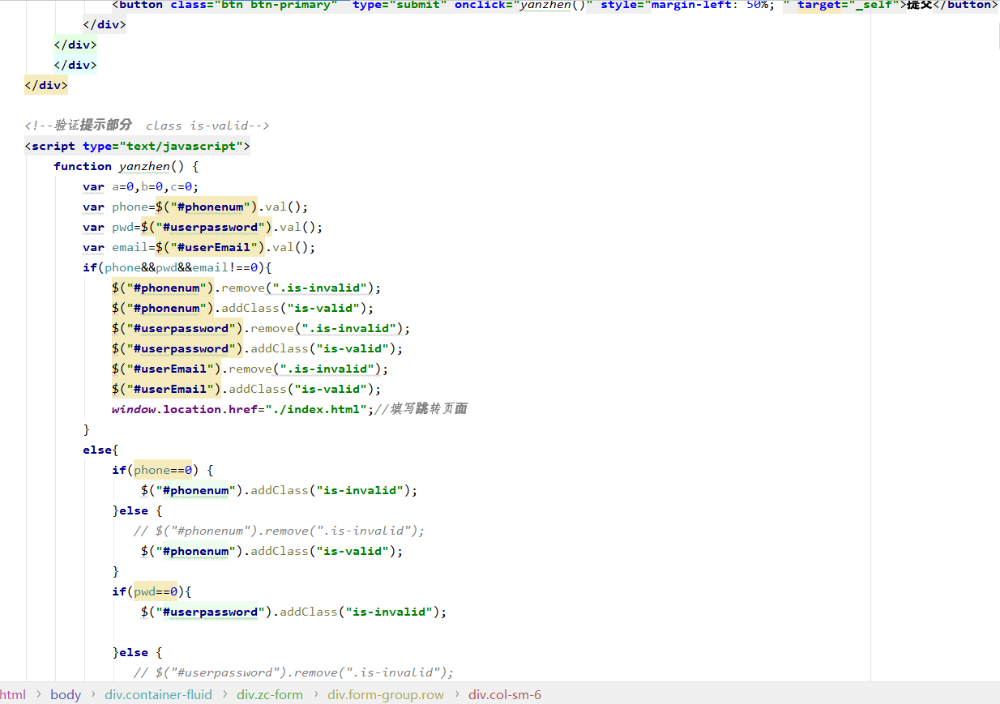 <button class="btn btn-primary" type="submit" onclick="yanzhen()" style="margin-left: 50%; " target="_self">提交</button>
</div>
</div>
</div>
</div>
<!--验证提示部分 class is-valid-->
<script type="text/javascript">
function yanzhen() {
var a=0,b=0,c=0;
var phone=$("#phonenum").val();
var pwd=$("#userpassword").val();
var email=$("#userEmail").val();
if(phone&&pwd&&email!==0){
$("#phonenum").remove(".is-invalid");
$("#phonenum").addClass("is-valid");
$("#userpassword").remove(".is-invalid");
$("#userpassword").addClass("is-valid");
$("#userEmail").remove(".is-invalid");
$("#userEmail").addClass("is-valid");
window.location.href="./index.html";//填写跳转页面
}
else{
if(phone==0) {
$("#phonenum").addClass("is-invalid");
}else {
// $("#phonenum").remove(".is-invalid");
$("#phonenum").addClass("is-valid");
}
if(pwd==0){
$("#userpassword").addClass("is-invalid");
}else {
// $("#userpassword").remove(".is-invalid");
html › body › div.container-fluid › div.zc-form › div.form-group.row › div.col-sm-6